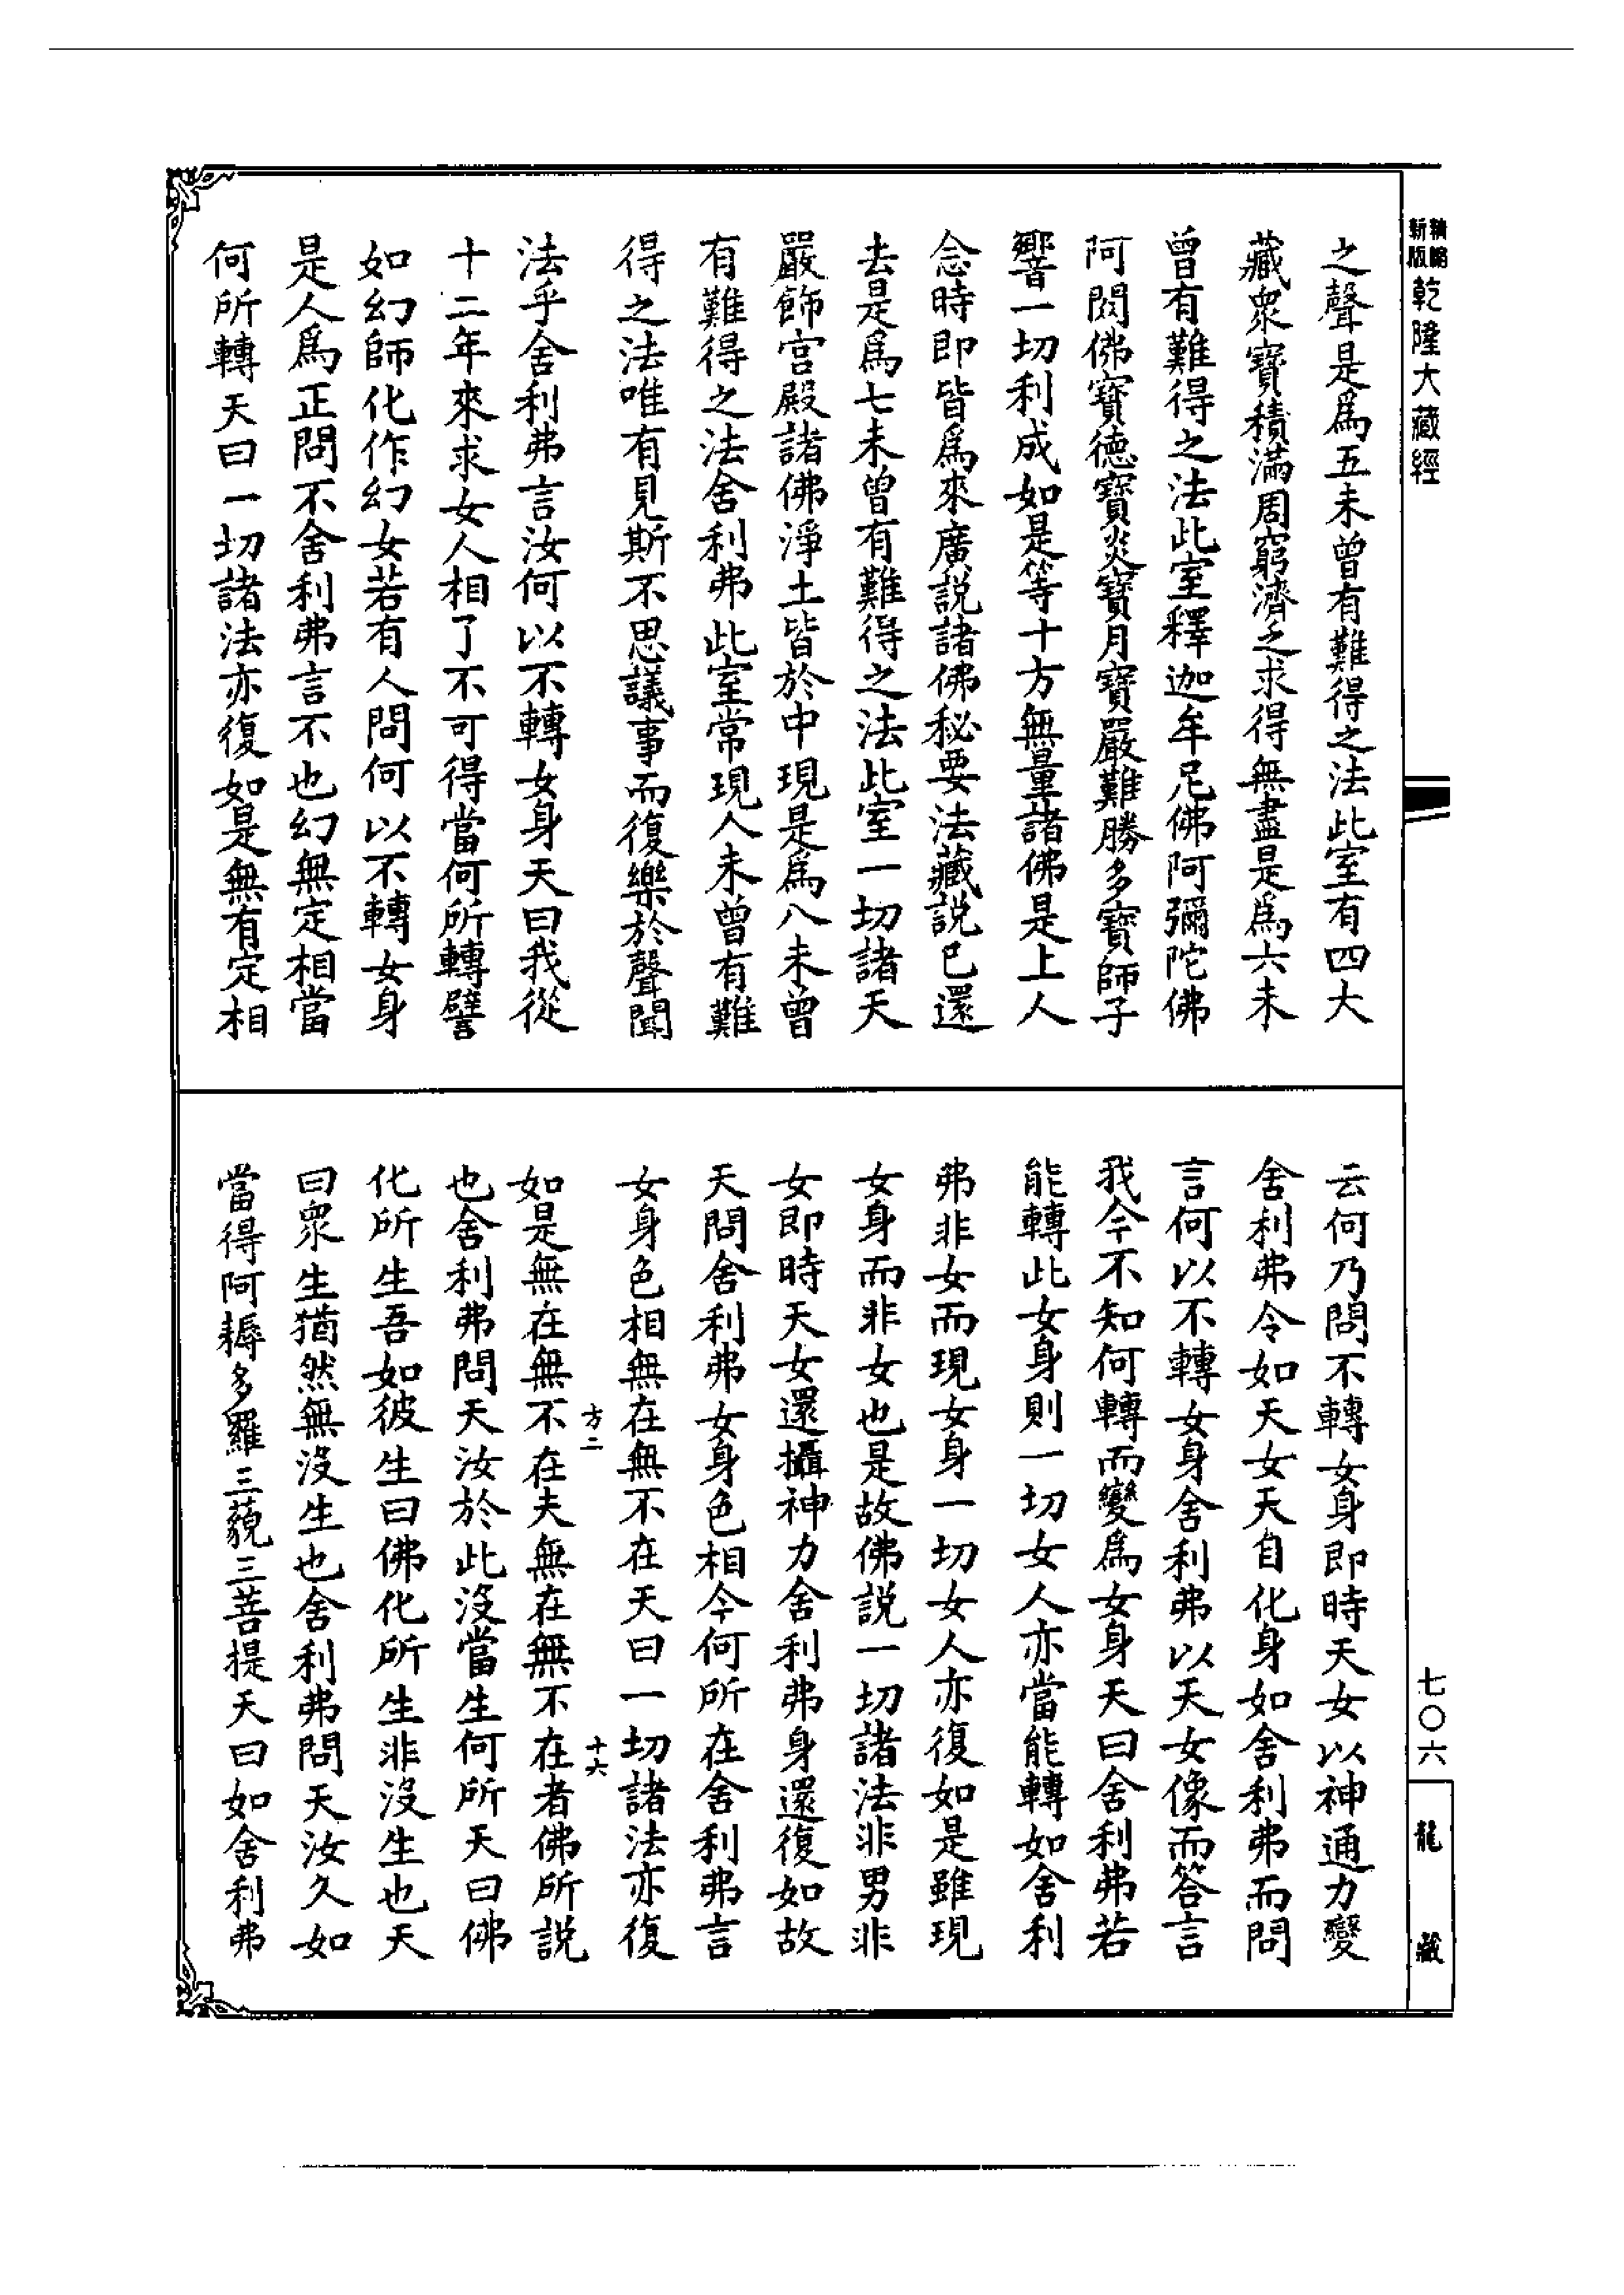 精縮
新版
乾隆大藏經
之聲是爲五未曾有難得之法此室有四大
藏衆寶積滿周窮濟乏求得無盡是爲六未
曾有難得之法此室釋迦牟尼佛阿彌陀佛
阿閦佛寶德寶炎寶月寶嚴難勝多寶師子
響一切利成如是等十方無量諸佛是上人
念時即皆爲來廣説諸佛秘要法藏説已還
去是爲七未曾有難得之法此室一切諸天
嚴飾宮殿諸佛淨土皆於中現是爲八未曾
有難得之法舍利弗此室常現八未曾有難
得之法唯有見斯不思議事而復樂於聲聞
法乎舍利弗言汝何以不轉女身天曰我從
十二年來求女人相了不可得當何所轉譬
如幻師化作幻女若有人問何以不轉女身
是人爲正問不舍利弗言不也幻無定相當
何所轉天曰一切諸法亦復如是無有定相
云何乃問不轉女身即時天女以神通力變
舍利弗令如天女天自化身如舍利弗而問
言何以不轉女身舍利弗以天女像而答言
我今不知何轉而變爲女身天曰舍利弗若
能轉此女身則一切女人亦當能轉如舍利
弗非女而現女身一切女人亦復如是雖現
女身而非女也是故佛説一切諸法非男非
女即時天女還攝神力舍利弗身還復如故
天問舍利弗女身色相今何所在舍利弗言
女身色相無在無不在天曰一切諸法亦復
方二 十六
如是無在無不在夫無在無不在者佛所説
也舍利弗問天汝於此沒當生何所天曰佛
化所生吾如彼生曰佛化所生非沒生也天
曰衆生猶然無沒生也舍利弗問天汝久如
當得阿耨多羅三藐三菩提天曰如舍利弗
七〇六
龍藏